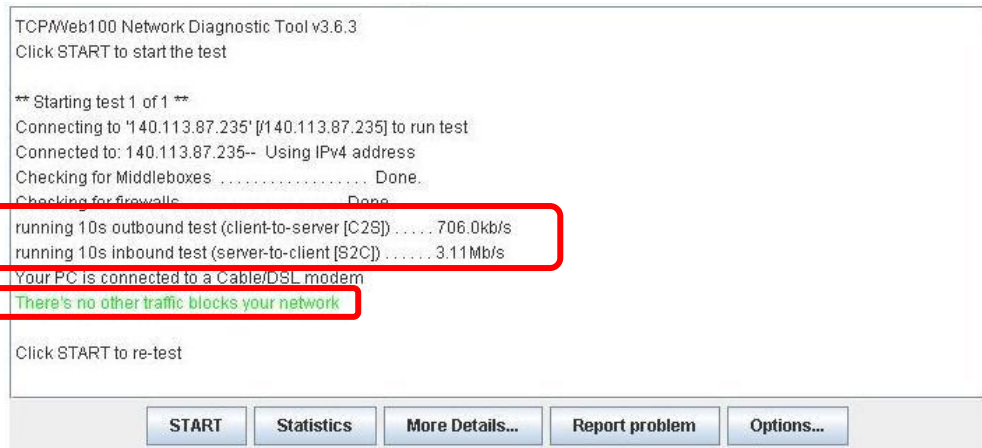 TCP/Web100 Network Diagnostic Tool v3.6.3
Click START to start the test
** Starting test 1 of 1 **
Connecting to '140.113.87.235' [/140.113.87.235] to run test
Connected to: 140.113.87.235-- Using IPv4 address
Checking for Middleboxes . . . . . . . . . . . . . . . . . . Done.
Checking for firewalls . . . . . . . . . . . . . . . . . . Done.
running 10s outbound test (client-to-server [C2S]) . . . . . 706.0kb/s
running 10s inbound test (server-to-client [S2C]) . . . . . . 3.11Mb/s
Your PC is connected to a Cable/DSL modem
There's no other traffic blocks your network
Click START to re-test
START Statistics More Details... Report problem Options...